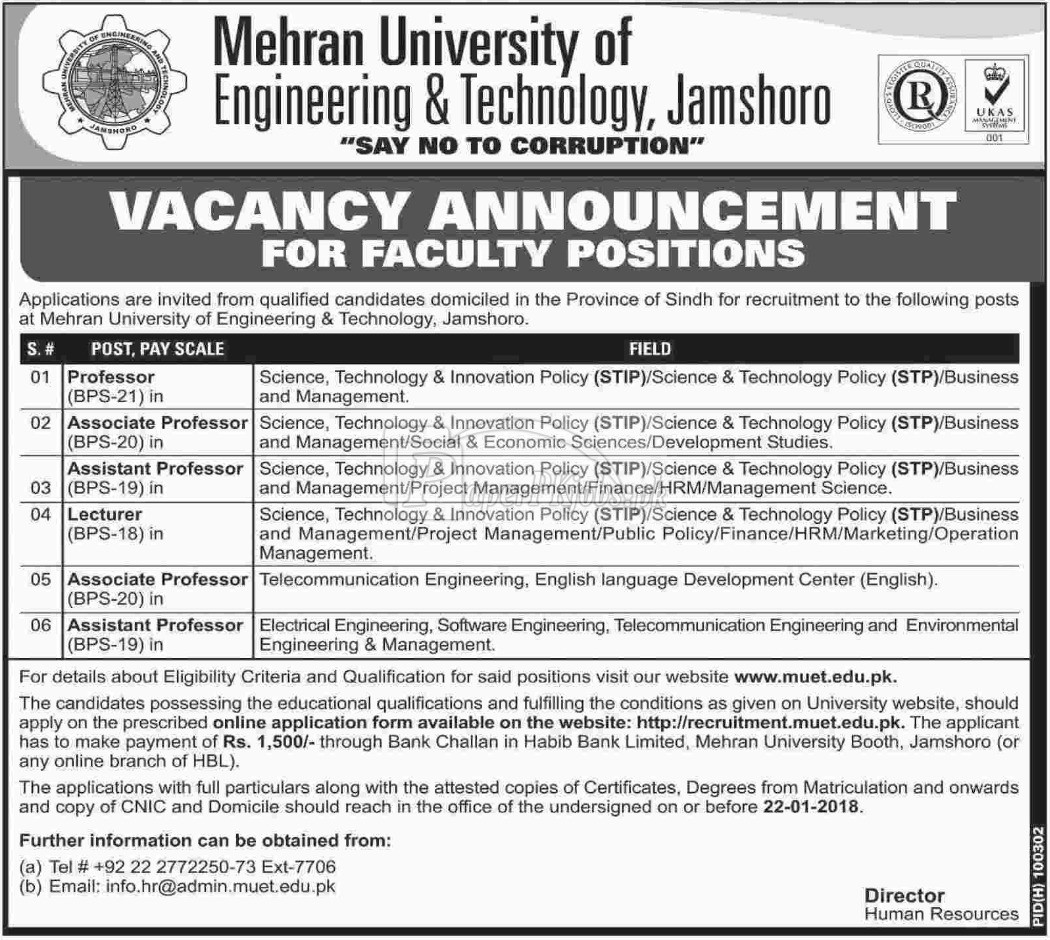 Mehran University of
Engineering & Technology, Jamshoro
"SAY NO TO CORRUPTION"
MEHRAN UNIVERSITY OF ENGINEERING AND TECHNOLOGY
JAMSHORO
LLOYD'S REGISTER QUALITY ASSURANCE
ISO9001
UKAS
MANAGEMENT
SYSTEMS
001
VACANCY ANNOUNCEMENT
FOR FACULTY POSITIONS
Applications are invited from qualified candidates domiciled in the Province of Sindh for recruitment to the following posts
at Mehran University of Engineering & Technology, Jamshoro.
S. # POST, PAY SCALE FIELD
01 Professor Science, Technology & Innovation Policy (STIP)/Science & Technology Policy (STP)/Business
(BPS-21) in and Management.
02 Associate Professor Science, Technology & Innovation Policy (STIP)/Science & Technology Policy (STP)/Business
(BPS-20) in and Management/Social & Economic Sciences/Development Studies.
Assistant Professor Science, Technology & Innovation Policy (STIP)/Science & Technology Policy (STP)/Business
03 (BPS-19) in and Management/Project Management/Finance/HRM/Management Science.
04 Lecturer Science, Technology & Innovation Policy (STIP)/Science & Technology Policy (STP)/Business
(BPS-18) in and Management/Project Management/Public Policy/Finance/HRM/Marketing/Operation
Management.
05 Associate Professor Telecommunication Engineering, English language Development Center (English).
(BPS-20) in
06 Assistant Professor Electrical Engineering, Software Engineering, Telecommunication Engineering and Environmental
(BPS-19) in Engineering & Management.
PaperPkjobs.pk
For details about Eligibility Criteria and Qualification for said positions visit our website www.muet.edu.pk.
The candidates possessing the educational qualifications and fulfilling the conditions as given on University website, should
apply on the prescribed online application form available on the website: http://recruitment.muet.edu.pk. The applicant
has to make payment of Rs. 1,500/- through Bank Challan in Habib Bank Limited, Mehran University Booth, Jamshoro (or
any online branch of HBL).
The applications with full particulars along with the attested copies of Certificates, Degrees from Matriculation and onwards
and copy of CNIC and Domicile should reach in the office of the undersigned on or before 22-01-2018.
Further information can be obtained from:
(a) Tel # +92 22 2772250-73 Ext-7706
(b) Email: info.hr@admin.muet.edu.pk
Director
Human Resources
PID(H) 100302